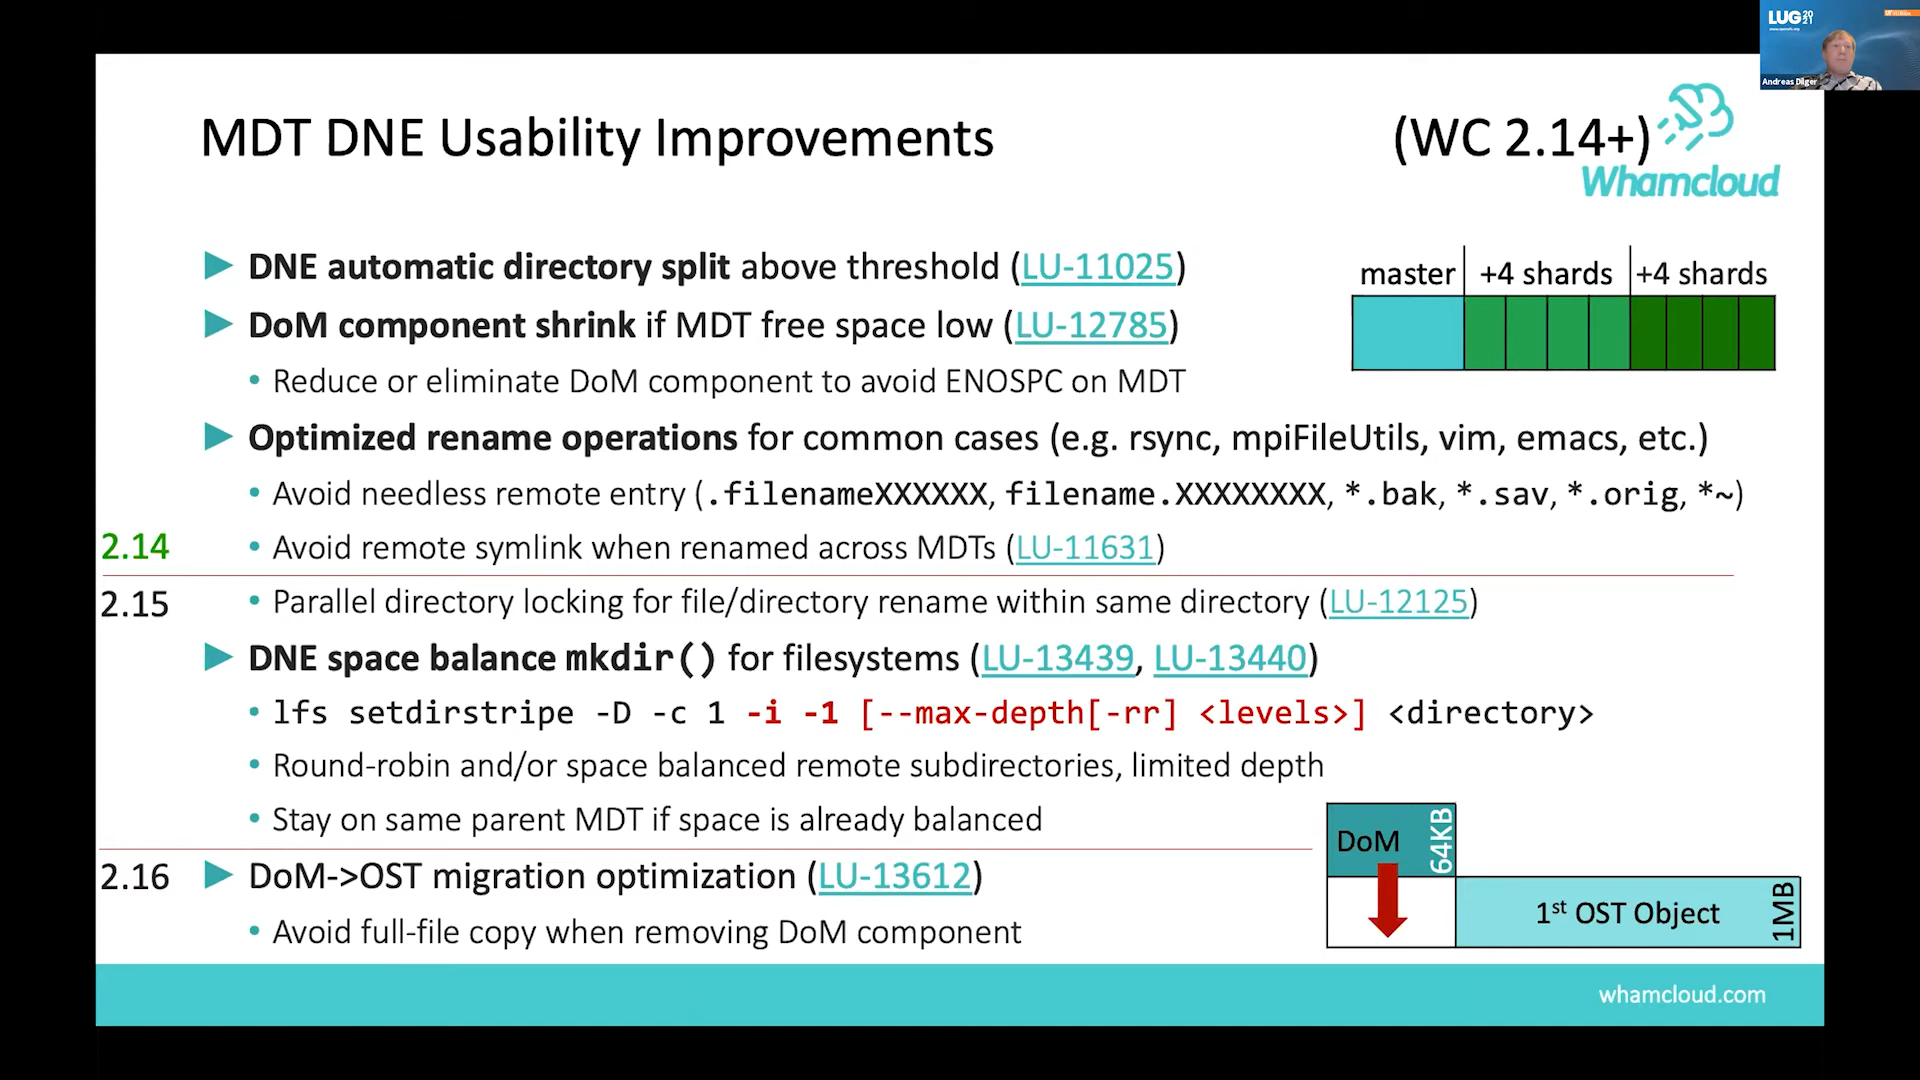 LUG 20 21
Andreas Dilger
MDT DNE Usability Improvements (WC 2.14+)
Whamcloud
DNE automatic directory split above threshold (LU-11025)
master +4 shards +4 shards
DoM component shrink if MDT free space low (LU-12785)
• Reduce or eliminate DoM component to avoid ENOSPC on MDT
Optimized rename operations for common cases (e.g. rsync, mpiFileUtils, vim, emacs, etc.)
• Avoid needless remote entry (.filenameXXXXXX, filename.XXXXXXXX, *.bak, *.sav, *.orig, *~)
2.14 • Avoid remote symlink when renamed across MDTs (LU-11631)
2.15 • Parallel directory locking for file/directory rename within same directory (LU-12125)
DNE space balance mkdir() for filesystems (LU-13439, LU-13440)
• lfs setdirstripe -D -c 1 -i -1 [--max-depth[-rr] <levels>] <directory>
• Round-robin and/or space balanced remote subdirectories, limited depth
• Stay on same parent MDT if space is already balanced
2.16 DoM->OST migration optimization (LU-13612)
• Avoid full-file copy when removing DoM component
DoM 64KB
1st OST Object 1MB
whamcloud.com